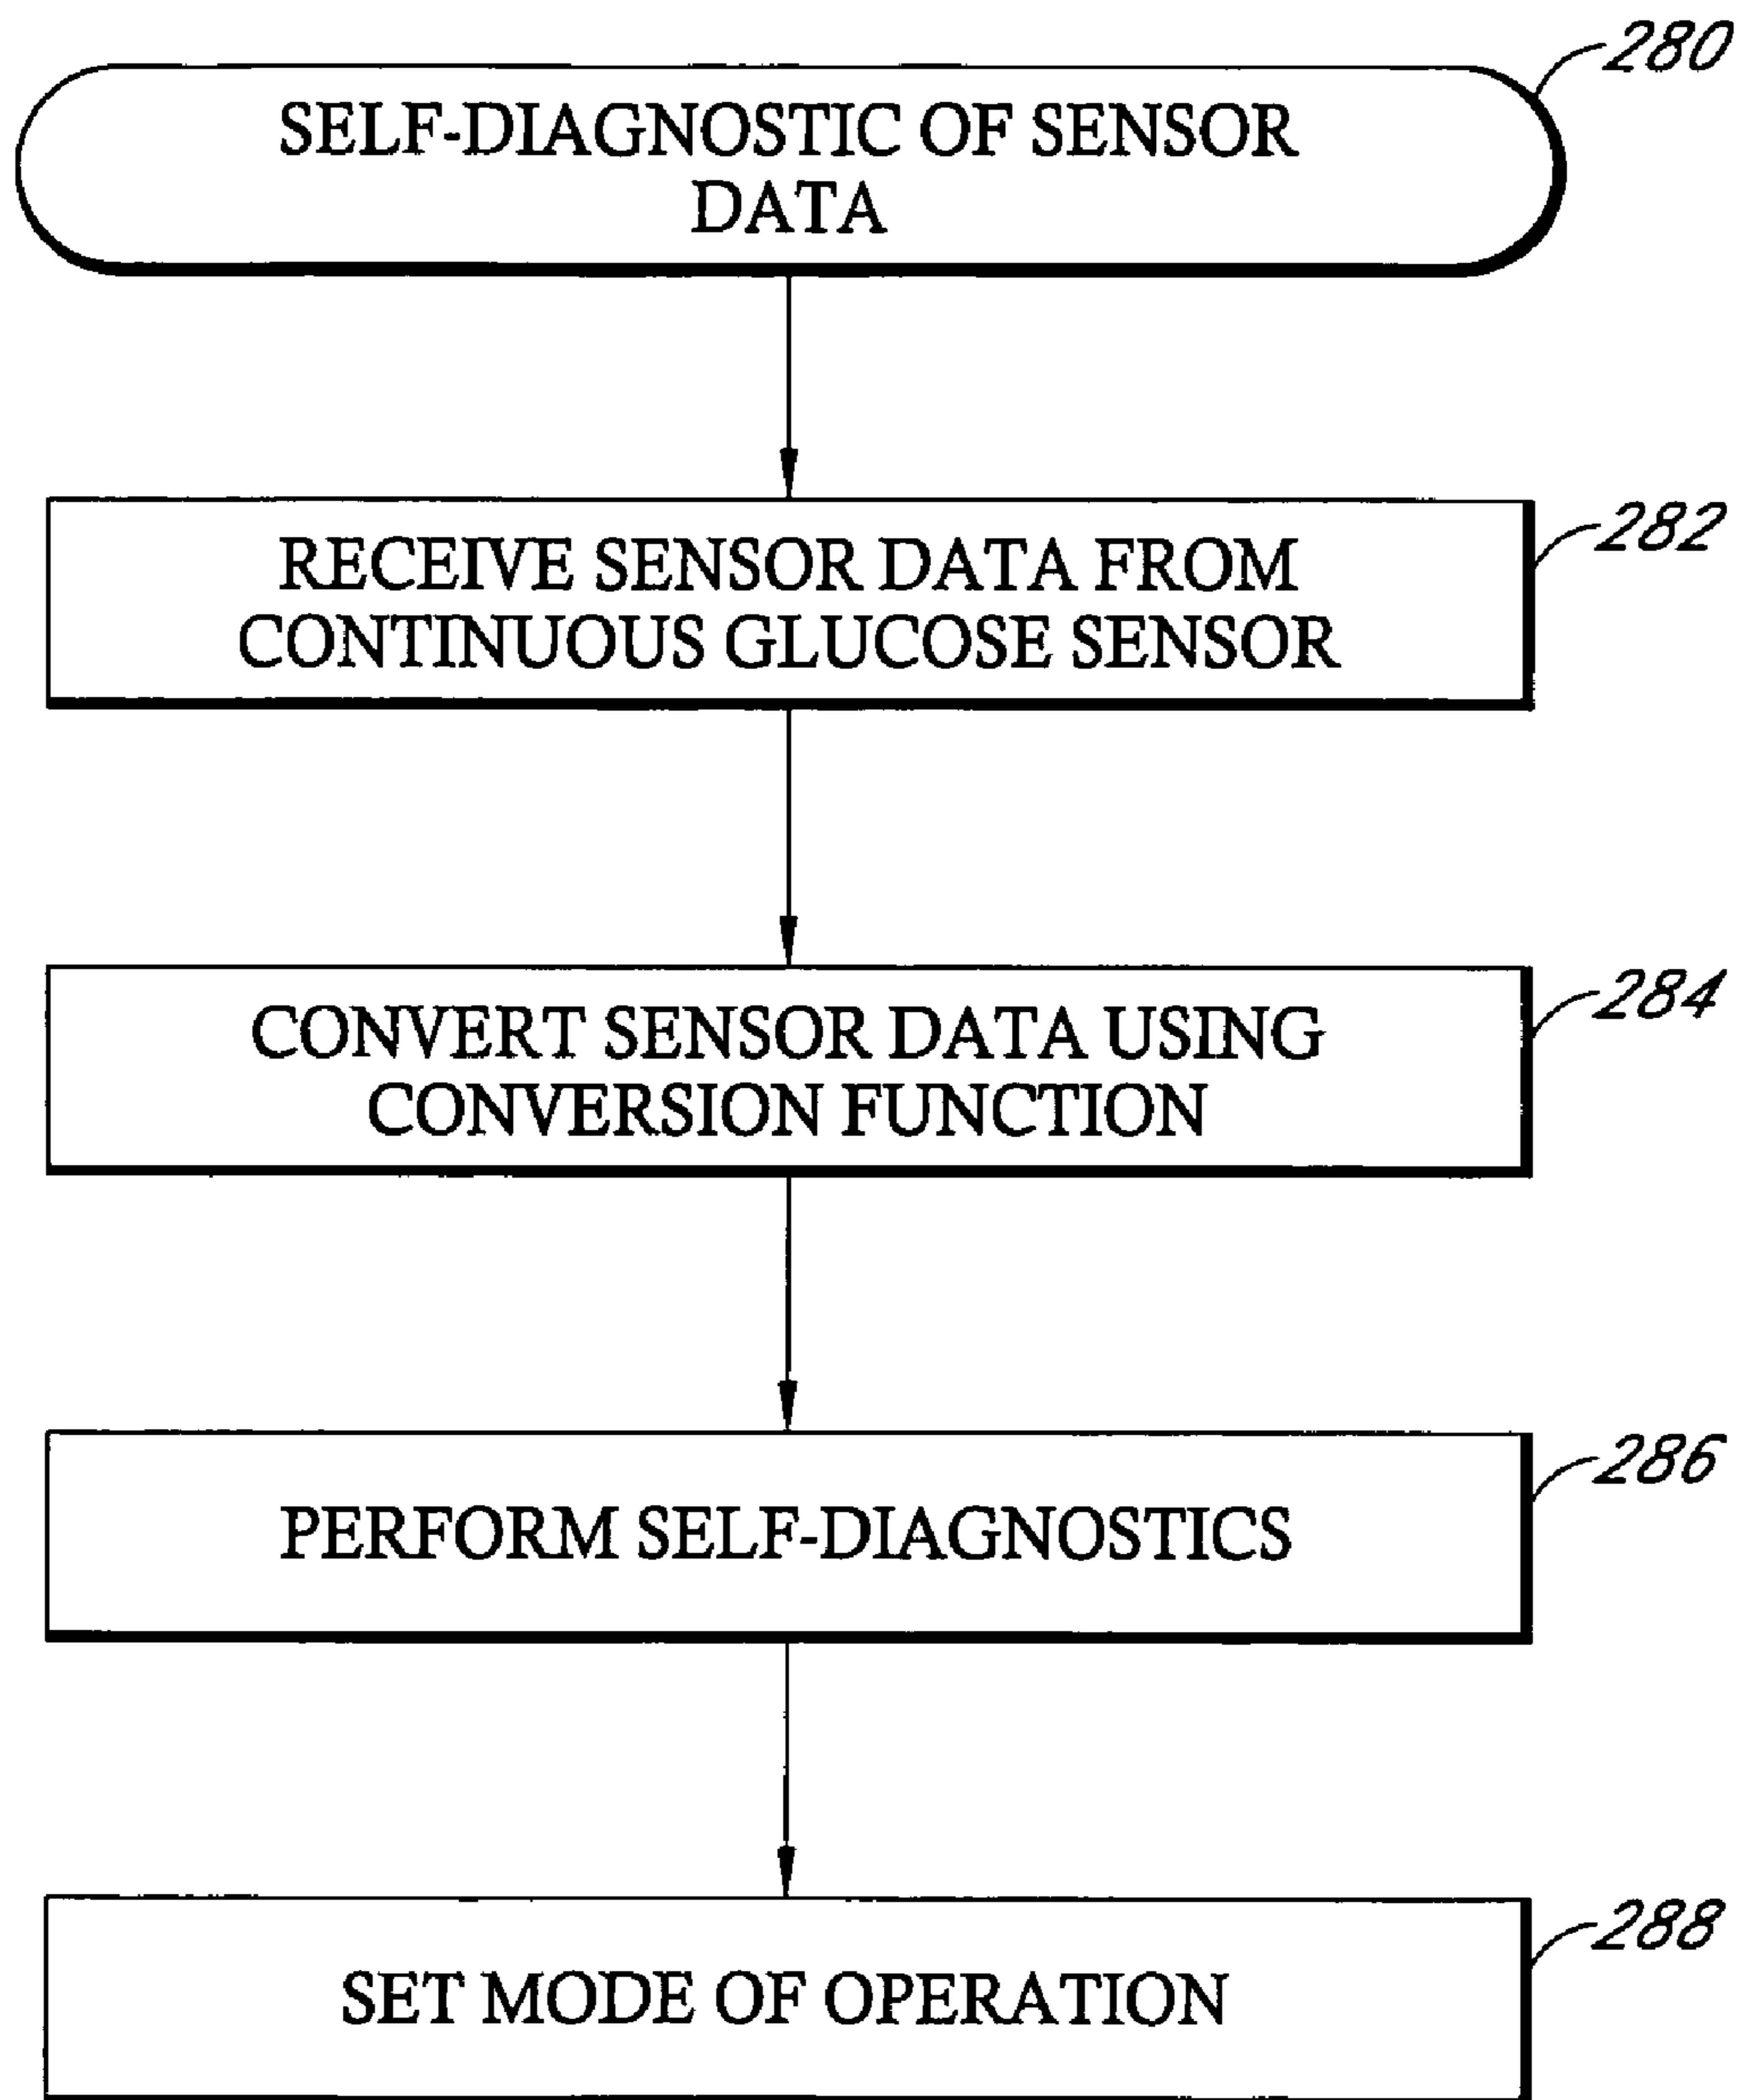 280
SELF-DIAGNOSTIC OF SENSOR
DATA
282
RECEIVE SENSOR DATA FROM
CONTINUOUS GLUCOSE SENSOR
284
CONVERT SENSOR DATA USING
CONVERSION FUNCTION
286
PERFORM SELF-DIAGNOSTICS
288
SET MODE OF OPERATION